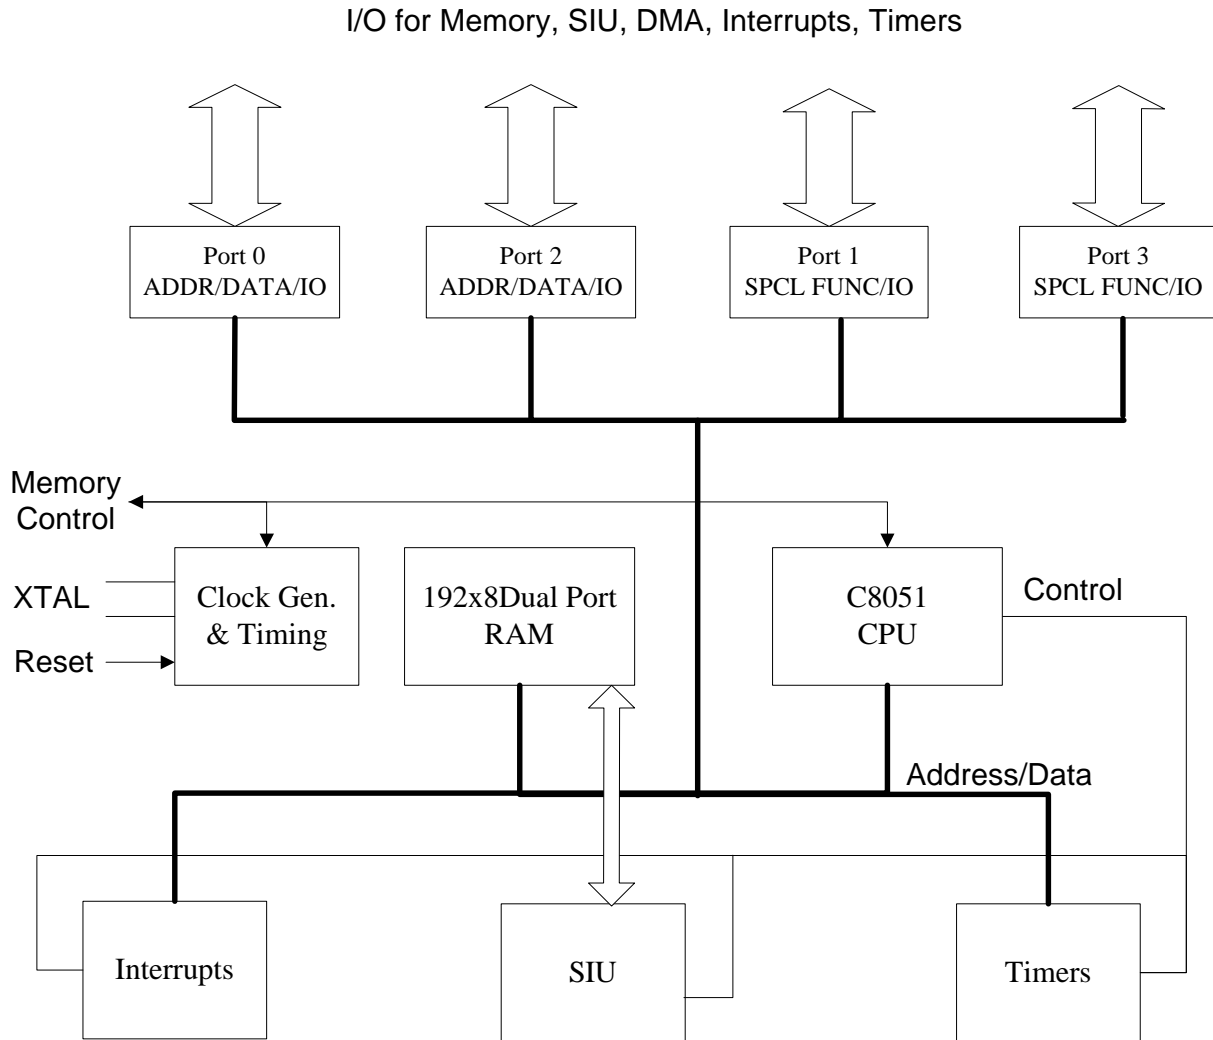 I/O for Memory, SIU, DMA, Interrupts, Timers
Port 0
ADDR/DATA/IO
Port 2
ADDR/DATA/IO
Port 1
SPCL FUNC/IO
Port 3
SPCL FUNC/IO
Memory
Control
XTAL
Reset
Clock Gen.
& Timing
192x8Dual Port
RAM
C8051
CPU
Control
Address/Data
Interrupts
SIU
Timers